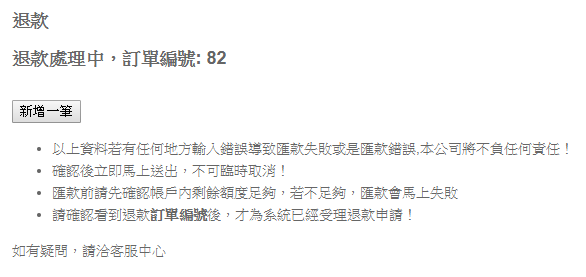 退款
退款處理中，訂單編號: 82
新增一筆
以上資料若有任何地方輸入錯誤導致匯款失敗或是匯款錯誤,本公司將不負任何責任！
確認後立即馬上送出，不可臨時取消！
匯款前請先確認帳戶內剩餘額度足夠，若不足夠，匯款會馬上失敗
請確認看到退款訂單編號後，才為系統已經受理退款申請！
如有疑問，請洽客服中心